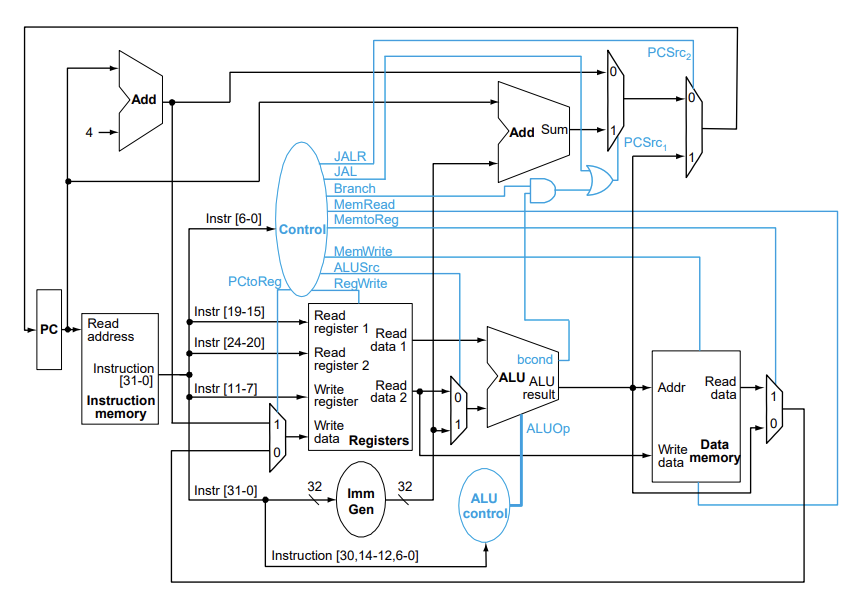 PCSrc2
0
Add
0
4
Add Sum
1
PCSrc1
1
JALR
JAL
Branch
MemRead
MemtoReg
Instr [6-0]
Control
MemWrite
ALUSrc
PCtoReg
RegWrite
PC
Read
address
Instruction
[31-0]
Instruction
memory
Instr [19-15]
Instr [24-20]
Instr [11-7]
Read
register 1
Read
data 1
Read
register 2
Read
data 2
Write
register
Write
data
Registers
1
0
0
1
bcond
ALU
ALU
result
ALUOp
Addr
Read
data
Write
data
Data
memory
1
0
Instr [31-0]
32
Imm
Gen
32
ALU
control
Instruction [30,14-12,6-0]